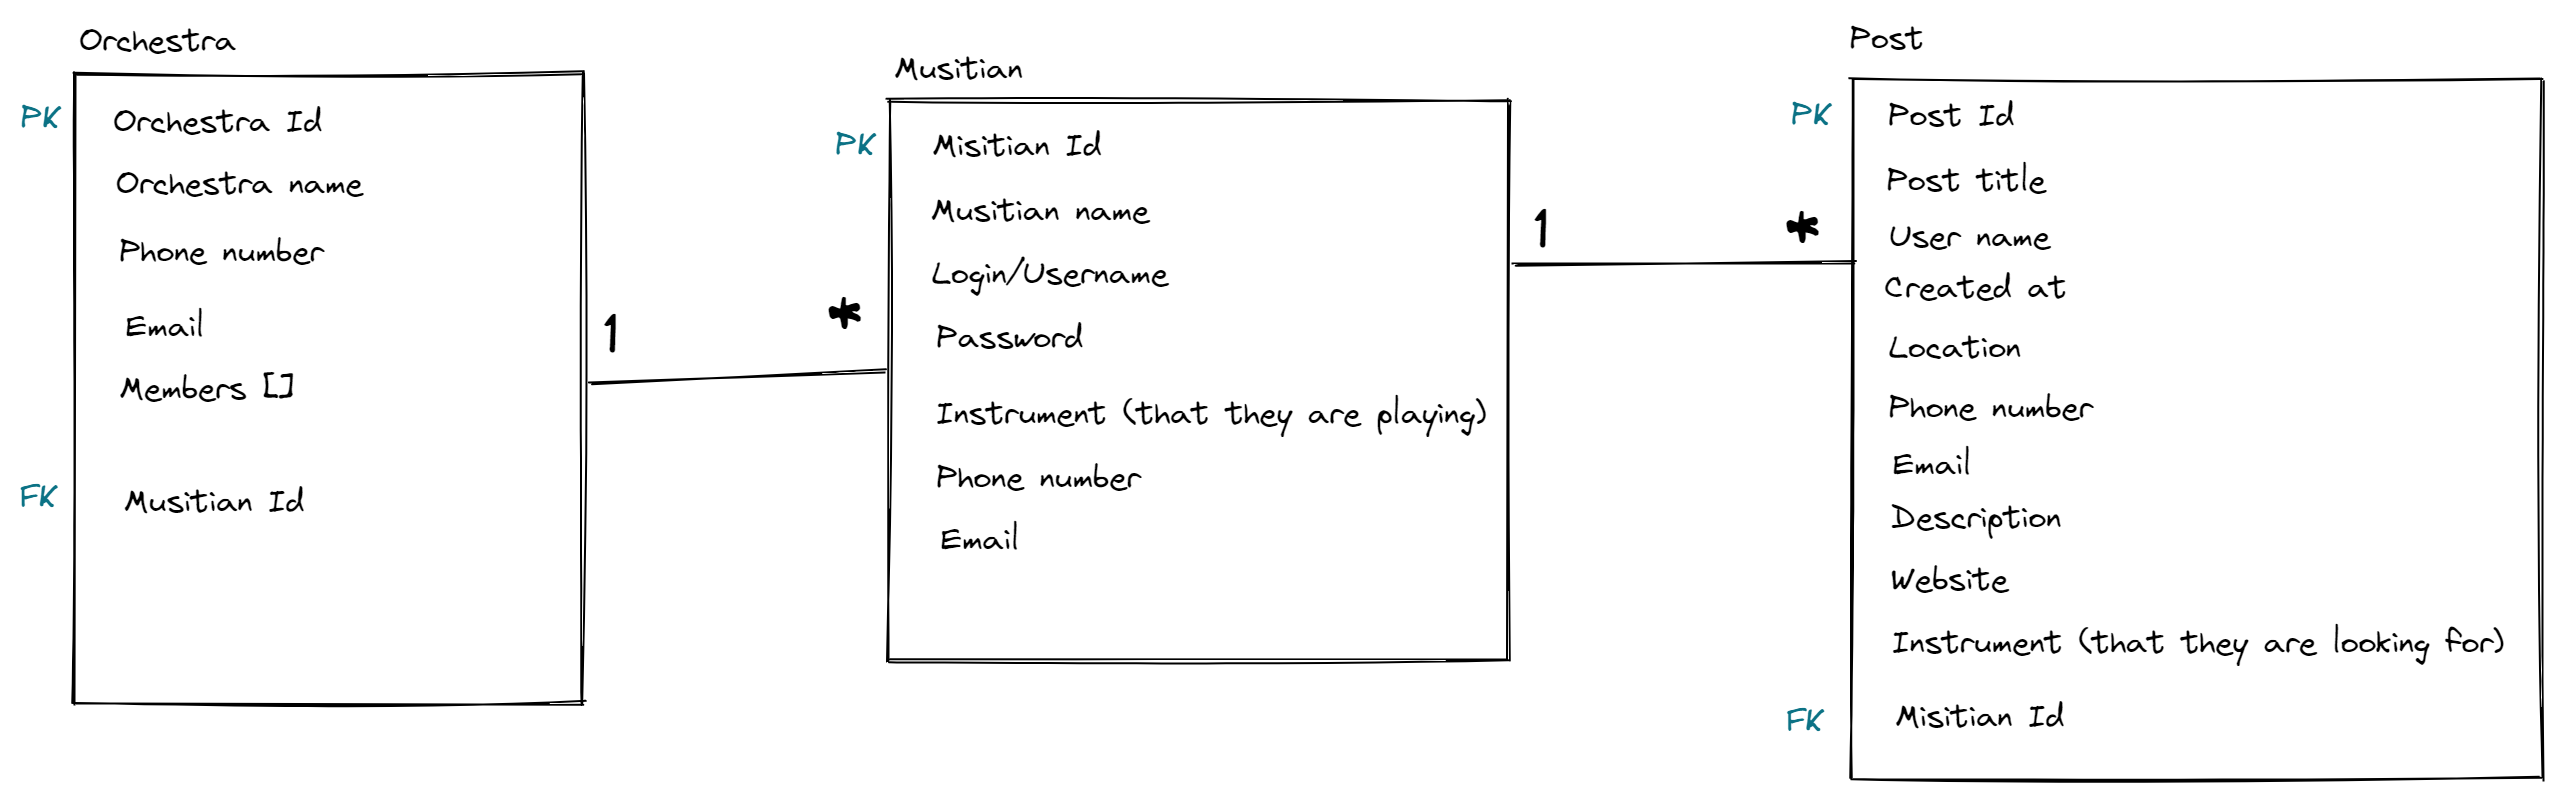 Orchestra
PK Orchestra Id
Orchestra name
Phone number
Email
Members []
FK Musitian Id
1 *
Musitian
PK Misitian Id
Musitian name
Login/Username
Password
Instrument (that they are playing)
Phone number
Email
1 *
Post
PK Post Id
Post title
User name
Created at
Location
Phone number
Email
Description
Website
Instrument (that they are looking for)
FK Misitian Id